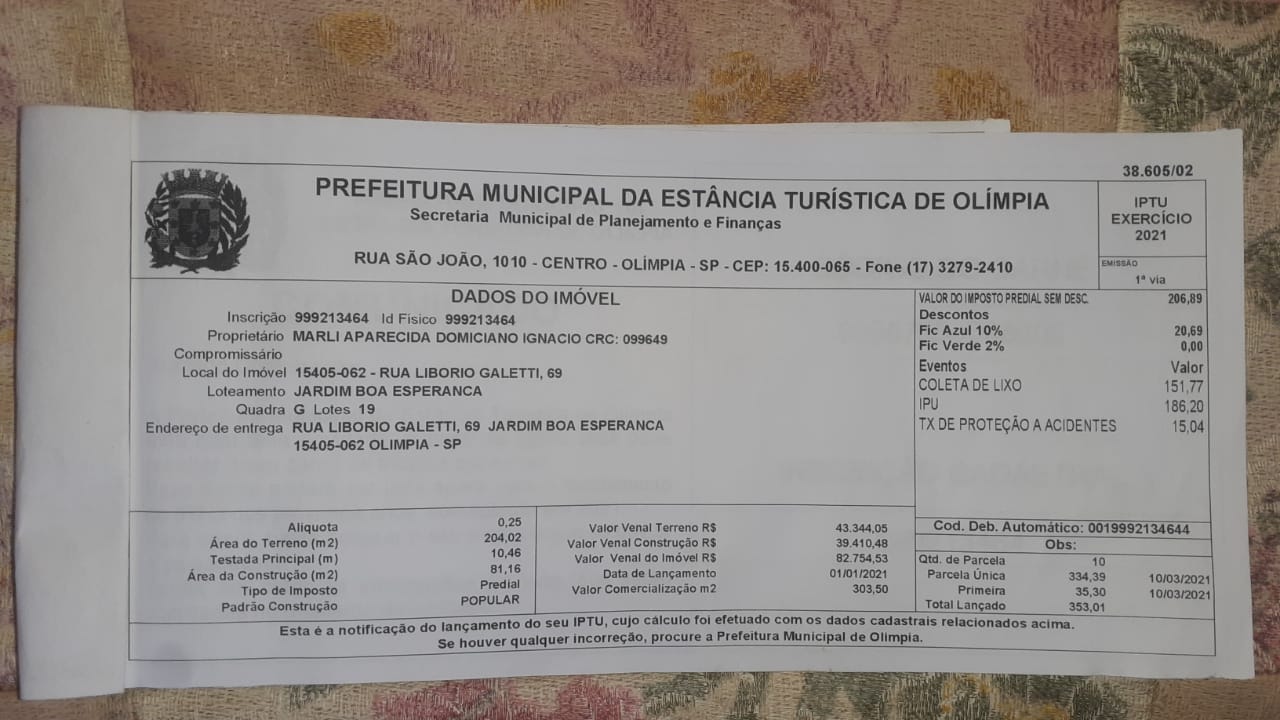 38.605/02
PREFEITURA MUNICIPAL DA ESTÂNCIA TURÍSTICA DE OLÍMPIA
Secretaria Municipal de Planejamento e Finanças
RUA SÃO JOÃO, 1010 - CENTRO - OLÍMPIA - SP - CEP: 15.400-065 - Fone (17) 3279-2410
IPTU
EXERCÍCIO
2021
EMISSÃO
1ª via
DADOS DO IMÓVEL
Inscrição 999213464 Id Fisico 999213464
Proprietário MARLI APARECIDA DOMICIANO IGNACIO CRC: 099649
Compromissário
Local do Imóvel 15405-062 - RUA LIBORIO GALETTI, 69
Loteamento JARDIM BOA ESPERANCA
Quadra G Lotes 19
Endereço de entrega RUA LIBORIO GALETTI, 69 JARDIM BOA ESPERANCA
15405-062 OLIMPIA - SP
VALOR DO IMPOSTO PREDIAL SEM DESC. 206,89
Descontos
Fic Azul 10% 20,69
Fic Verde 2% 0,00
Eventos Valor
COLETA DE LIXO 151,77
IPU 186,20
TX DE PROTEÇÃO A ACIDENTES 15,04
Aliquota 0,25
Área do Terreno (m2) 204,02
Testada Principal (m) 10,46
Área da Construção (m2) 81,16
Tipo de Imposto Predial
Padrão Construção POPULAR
Valor Venal Terreno R$ 43.344,05
Valor Venal Construção R$ 39.410,48
Valor Venal do Imóvel R$ 82.754,53
Data de Lançamento 01/01/2021
Valor Comercialização m2 303,50
Cod. Deb. Automático: 0019992134644
Obs:
Qtd. de Parcela 10
Parcela Única 334,39 10/03/2021
Primeira 35,30 10/03/2021
Total Lançado 353,01
Esta é a notificação do lançamento do seu IPTU, cujo cálculo foi efetuado com os dados cadastrais relacionados acima.
Se houver qualquer incorreção, procure a Prefeitura Municipal de Olimpia.